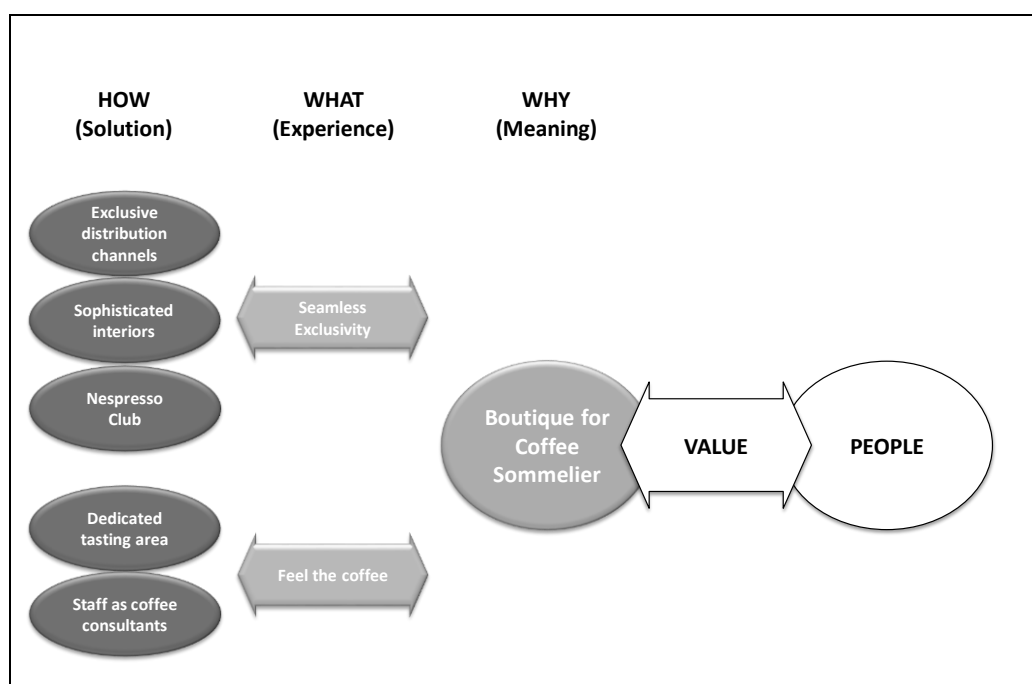 HOW
(Solution)
WHAT
(Experience)
WHY
(Meaning)
Exclusive
distribution
channels
Sophisticated
interiors
Nespresso
Club
Seamless
Exclusivity
Boutique for
Coffee
Sommelier
VALUE
PEOPLE
Dedicated
tasting area
Staff as coffee
consultants
Feel the coffee